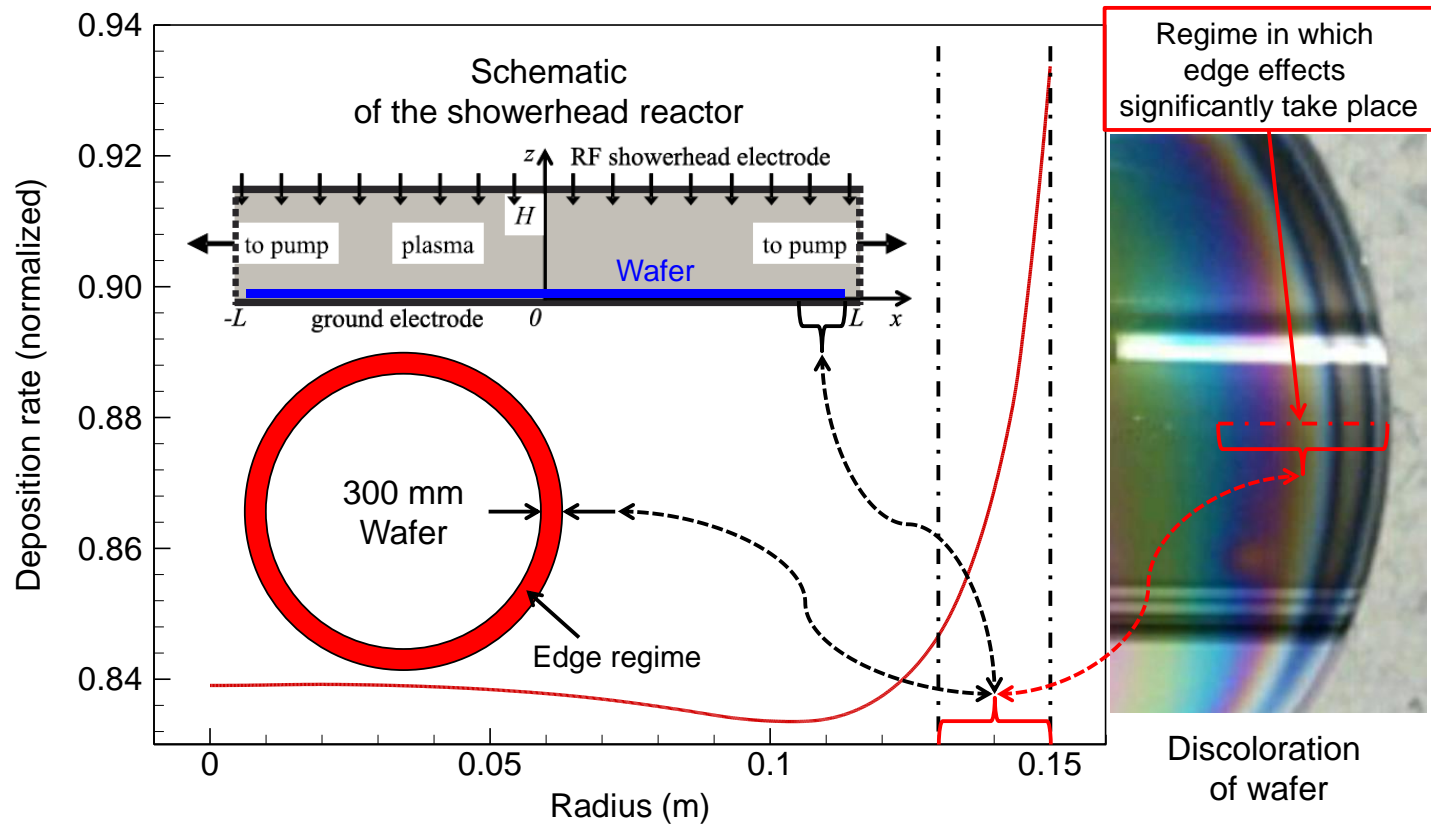 0.94
0.92
0.90
0.88
0.86
0.84
Deposition rate (normalized)
0
0.05
0.1
0.15
Radius (m)
Schematic
of the showerhead reactor
z
RF showerhead electrode
H
to pump
plasma
to pump
Wafer
-L
ground electrode
0
L
x
300 mm
Wafer
Edge regime
Regime in which
edge effects
significantly take place
Discoloration
of wafer